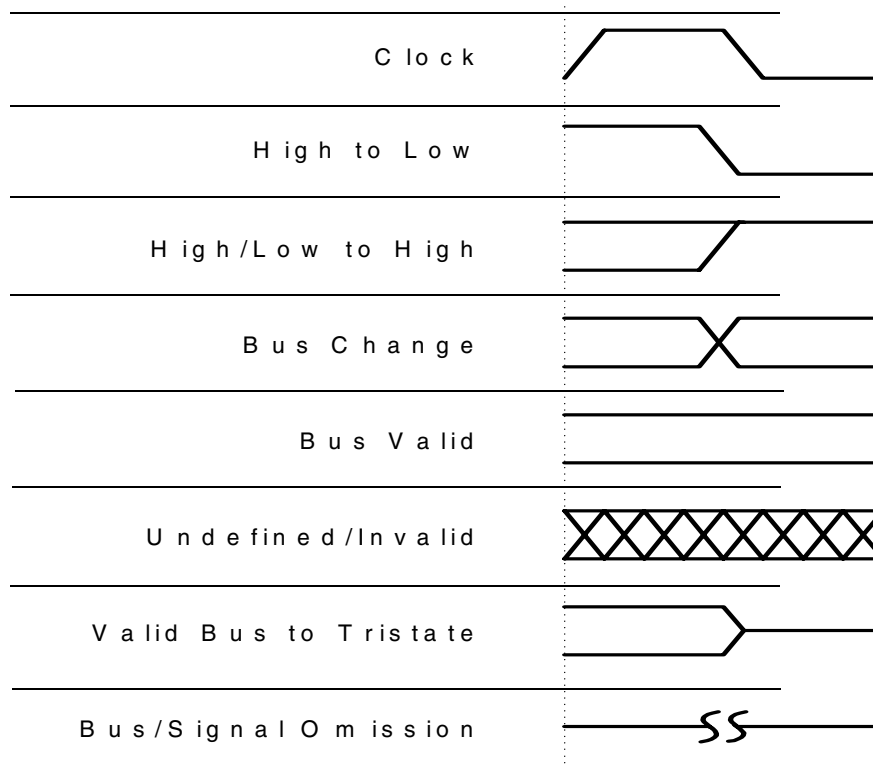 Clock
High to Low
High/Low to High
Bus Change
Bus Valid
Undefined/Invalid
Valid Bus to Tristate
Bus/Signal Omission